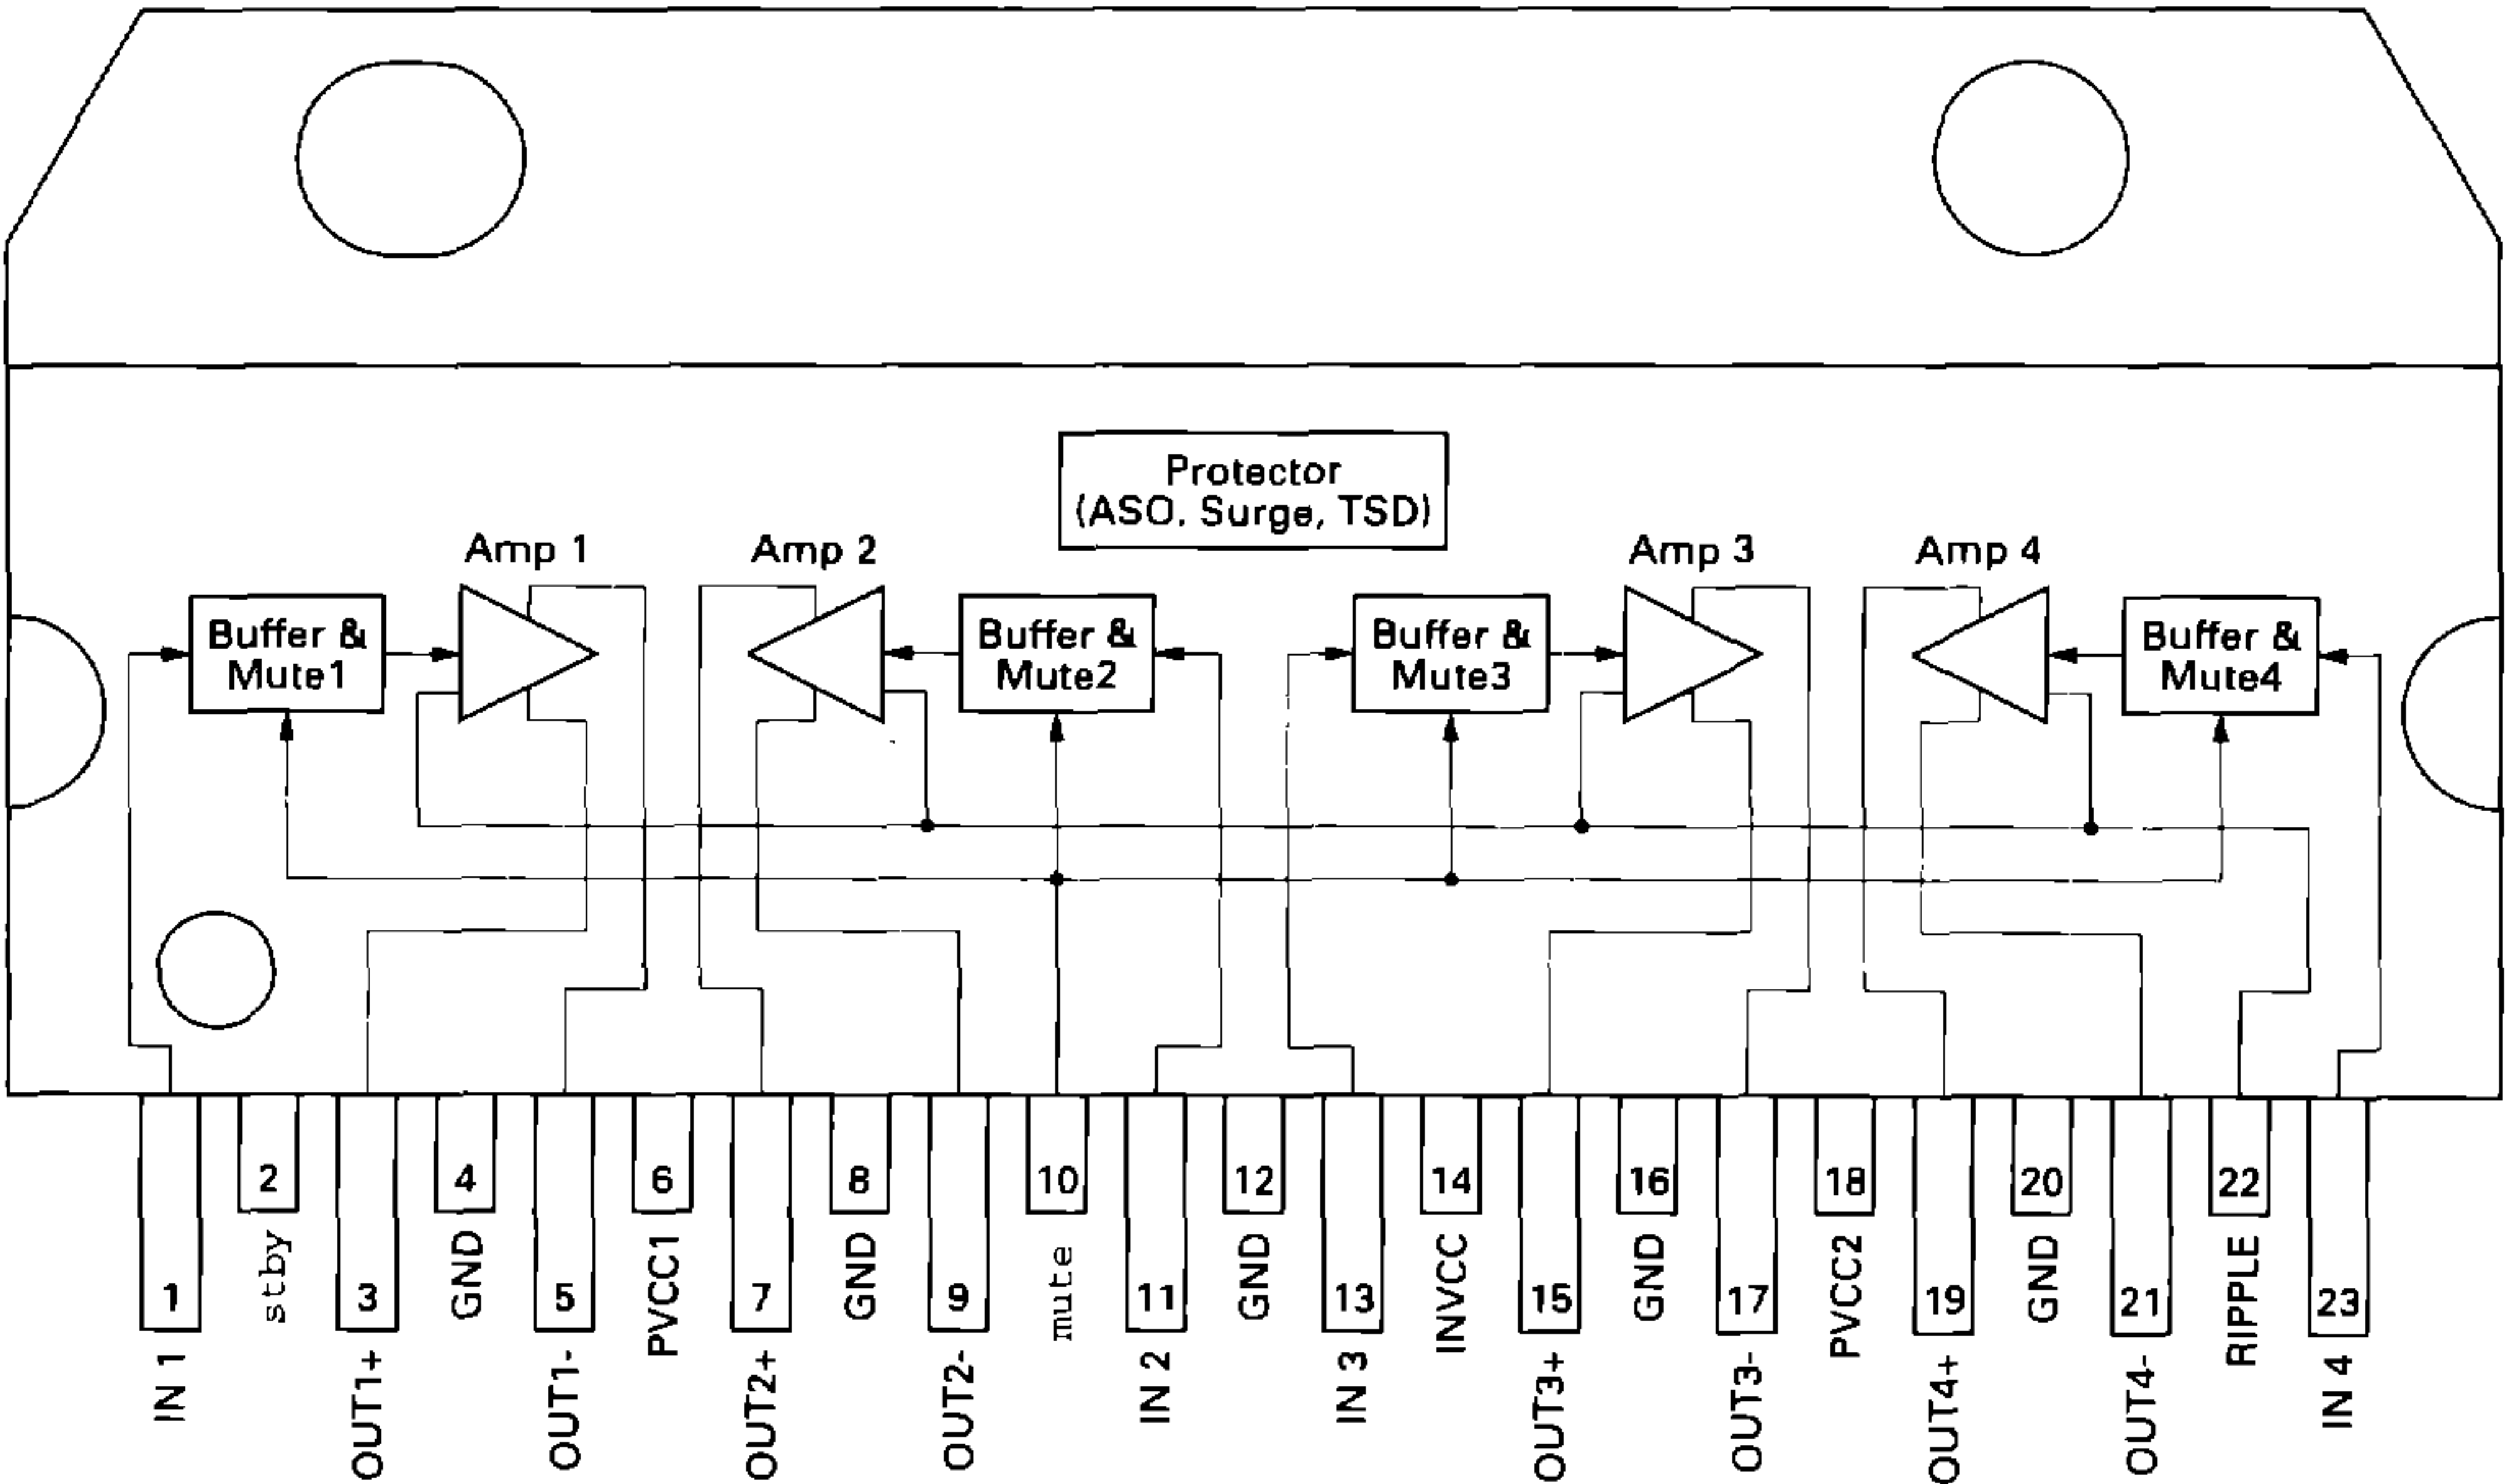 Protector
(ASO. Surge, TSD)
Amp 1
Amp 2
Amp 3
Amp 4
Buffer &
Mute1
Buffer &
Mute2
Buffer &
Mute3
Buffer &
Mute4
1
2
3
4
5
6
7
8
9
10
11
12
13
14
15
16
17
18
19
20
21
22
23
IN 1
stby
OUT1+
GND
OUT1-
PVCC1
OUT2+
GND
OUT2-
mute
IN 2
GND
IN 3
INVCC
OUT3+
GND
OUT3-
PVCC2
OUT4+
GND
OUT4-
RIPPLE
IN 4